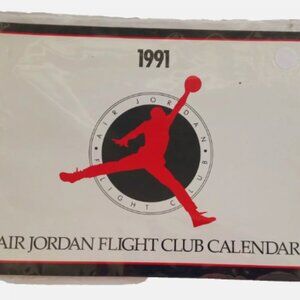 1991
AIR JORDAN
FLIGHT CLUB
AIR JORDAN FLIGHT CLUB CALENDAR